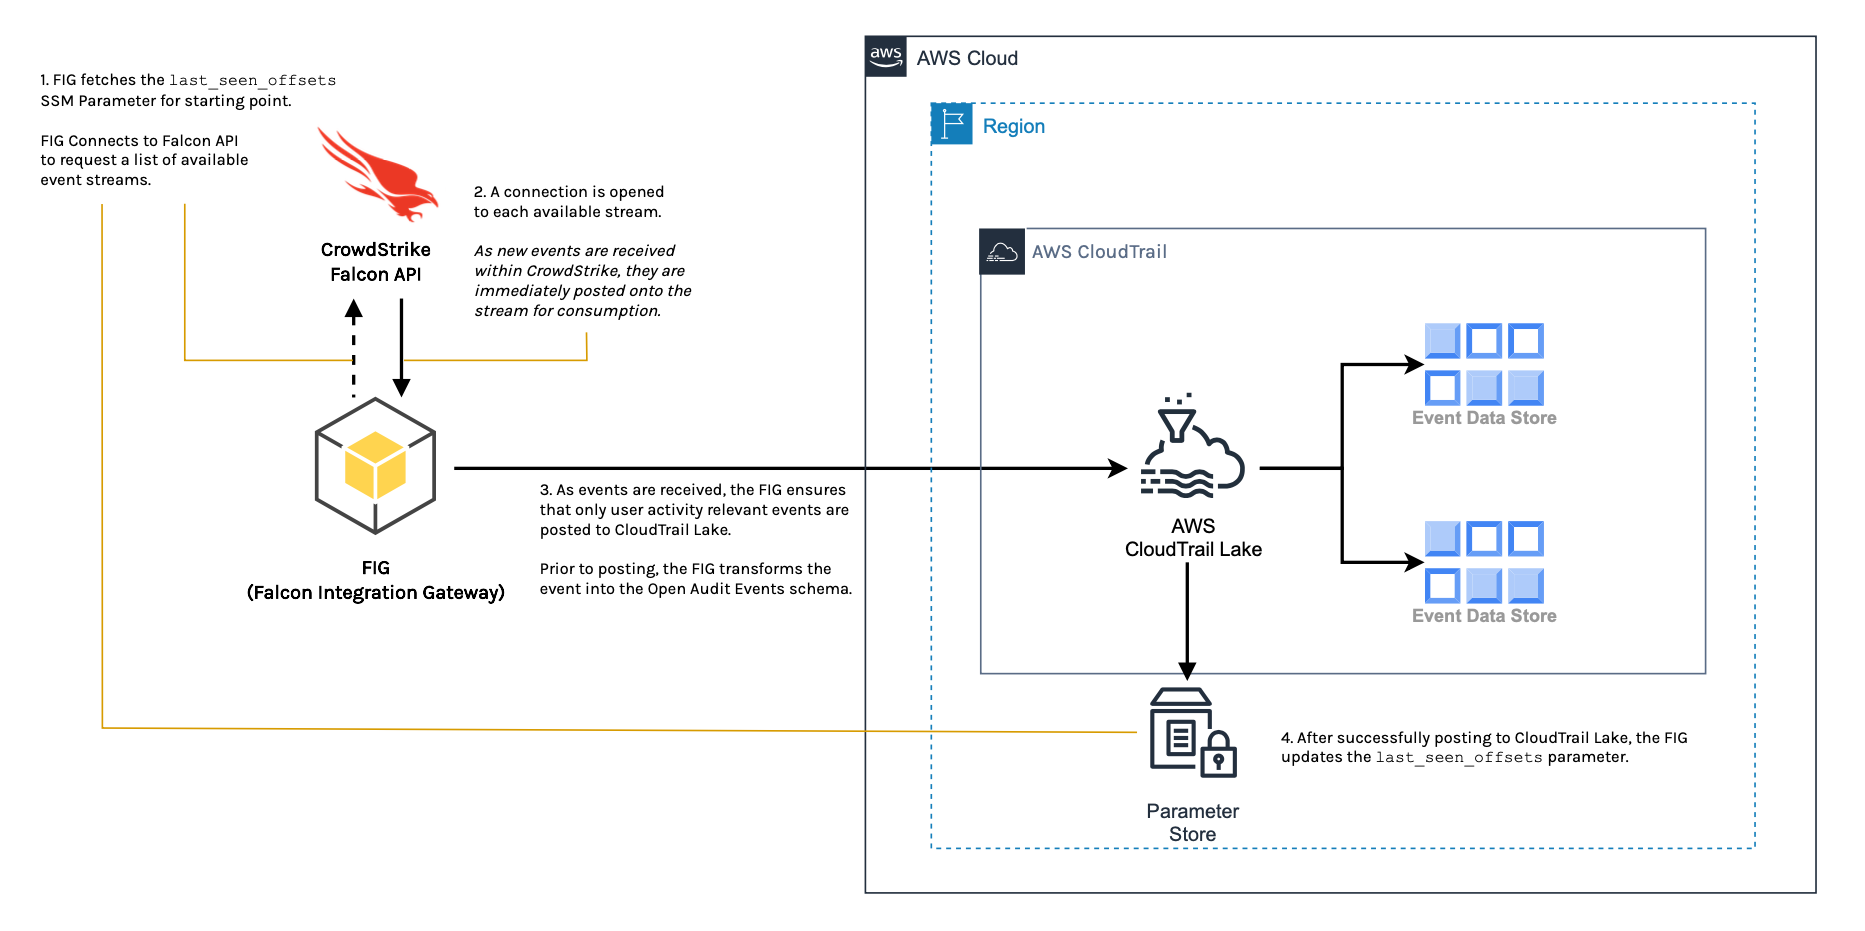 1. FIG fetches the last_seen_offsets
SSM Parameter for starting point.
FIG Connects to Falcon API
to request a list of available
event streams.
CrowdStrike
Falcon API
2. A connection is opened
to each available stream.
As new events are received
within CrowdStrike, they are
immediately posted onto the
stream for consumption.
FIG
(Falcon Integration Gateway)
3. As events are received, the FIG ensures
that only user activity relevant events are
posted to CloudTrail Lake.
Prior to posting, the FIG transforms the
event into the Open Audit Events schema.
aws
AWS Cloud
Region
AWS CloudTrail
AWS
CloudTrail Lake
Event Data Store
Event Data Store
Parameter
Store
4. After successfully posting to CloudTrail Lake, the FIG
updates the last_seen_offsets parameter.